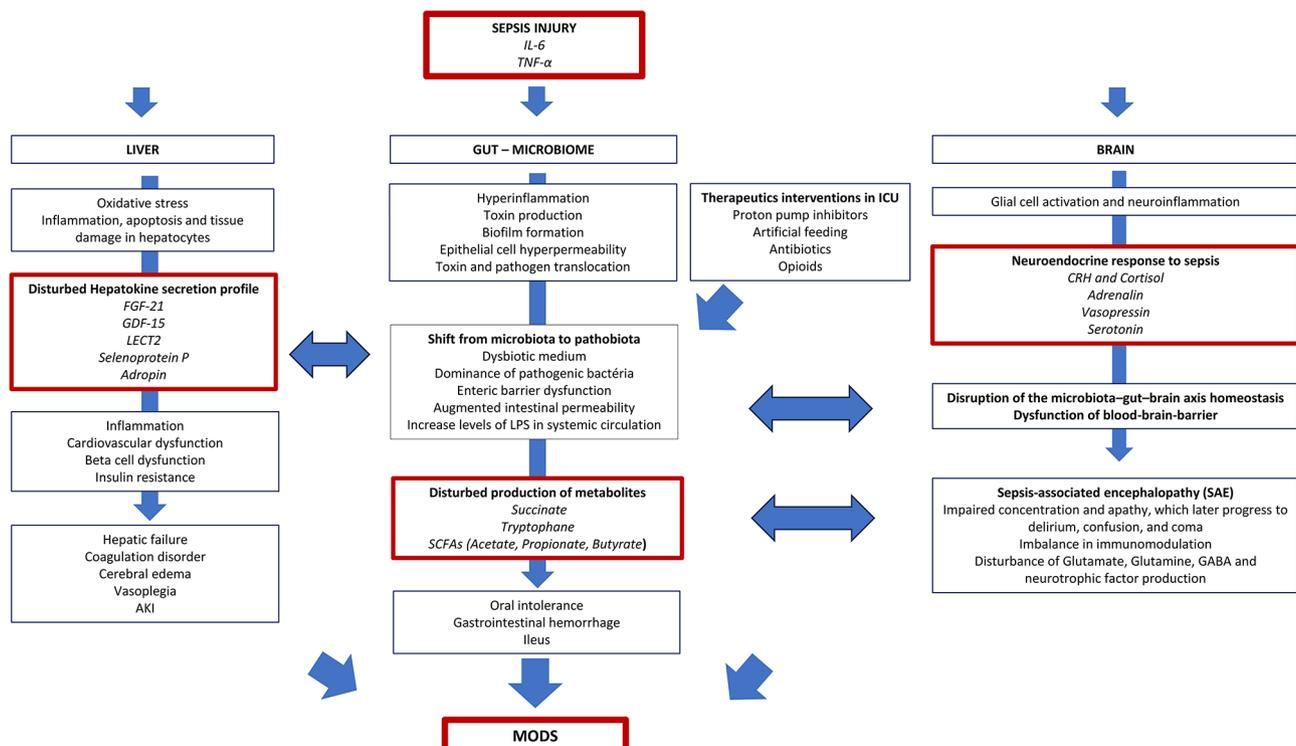 SEPSIS INJURY
IL-6
TNF-α
LIVER
Oxidative stress
Inflammation, apoptosis and tissue
damage in hepatocytes
Disturbed Hepatokine secretion profile
FGF-21
GDF-15
LECT2
Selenoprotein P
Adropin
Inflammation
Cardiovascular dysfunction
Beta cell dysfunction
Insulin resistance
Hepatic failure
Coagulation disorder
Cerebral edema
Vasoplegia
AKI
GUT – MICROBIOME
Hyperinflammation
Toxin production
Biofilm formation
Epithelial cell hyperpermeability
Toxin and pathogen translocation
Therapeutics interventions in ICU
Proton pump inhibitors
Artificial feeding
Antibiotics
Opioids
Shift from microbiota to pathobiota
Dysbiotic medium
Dominance of pathogenic bactéria
Enteric barrier dysfunction
Augmented intestinal permeability
Increase levels of LPS in systemic circulation
Disturbed production of metabolites
Succinate
Tryptophane
SCFAs (Acetate, Propionate, Butyrate)
Oral intolerance
Gastrointestinal hemorrhage
Ileus
BRAIN
Glial cell activation and neuroinflammation
Neuroendocrine response to sepsis
CRH and Cortisol
Adrenalin
Vasopressin
Serotonin
Disruption of the microbiota–gut–brain axis homeostasis
Dysfunction of blood-brain-barrier
Sepsis-associated encephalopathy (SAE)
Impaired concentration and apathy, which later progress to
delirium, confusion, and coma
Imbalance in immunomodulation
Disturbance of Glutamate, Glutamine, GABA and
neurotrophic factor production
MODS